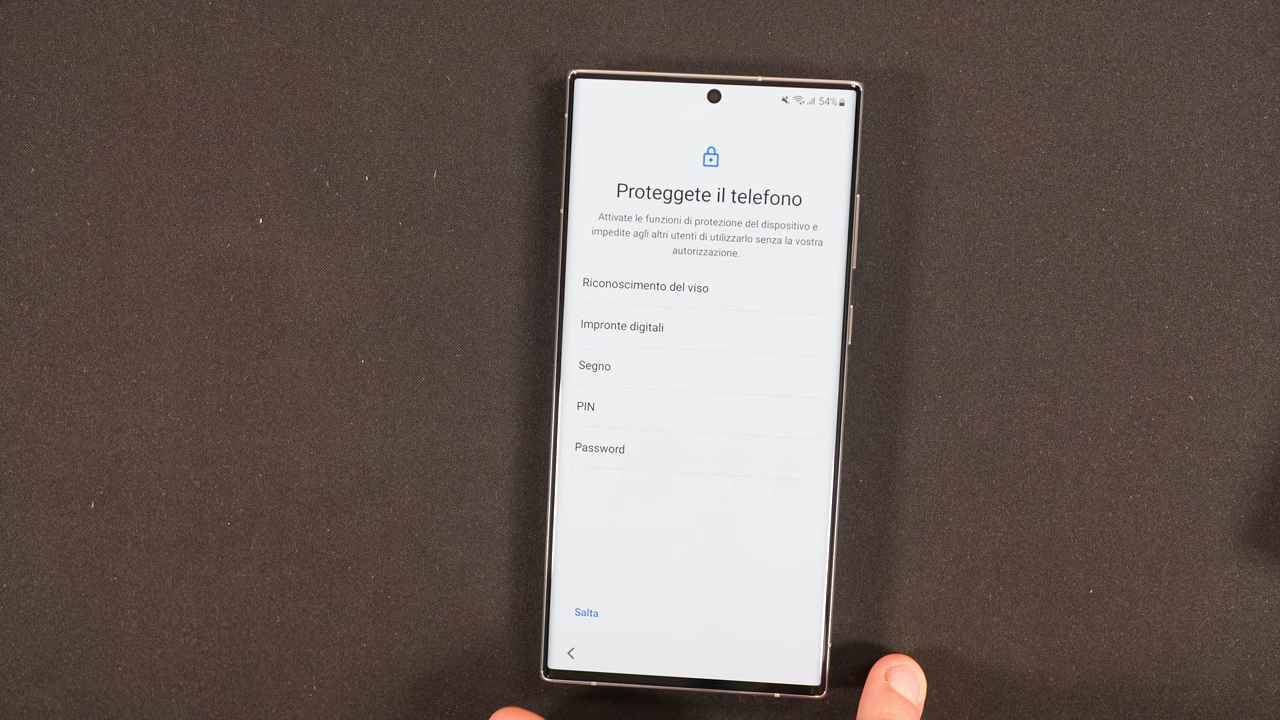 54%
Proteggete il telefono
Attivate le funzioni di protezione del dispositivo e
impedite agli altri utenti di utilizzarlo senza la vostra
autorizzazione.
Riconoscimento del viso
Impronte digitali
Segno
PIN
Password
Salta